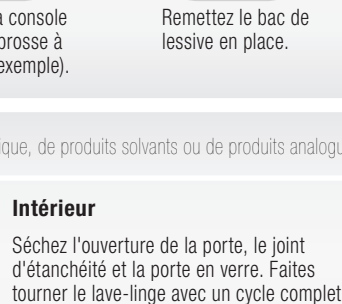 a console
brosse à
exemple).
Remettez le bac de
lessive en place.
ique, de produits solvants ou de produits analogu
Intérieur
Séchez l'ouverture de la porte, le joint
d'étanchéité et la porte en verre. Faites
tourner le lave-linge avec un cycle complet